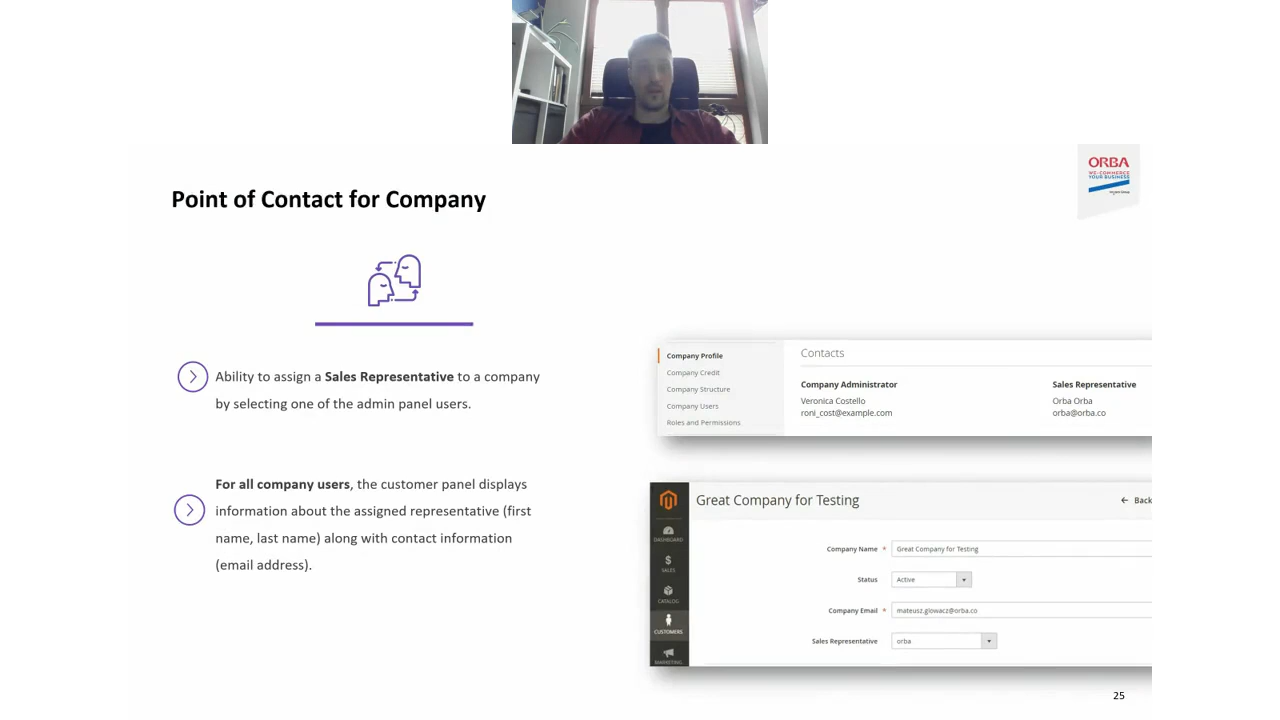 ORBA
WE-COMMERCE
YOUR BUSINESS
Point of Contact for Company
Ability to assign a Sales Representative to a company
by selecting one of the admin panel users.
For all company users, the customer panel displays
information about the assigned representative (first
name, last name) along with contact information
(email address).
Company Profile
Company Credit
Company Structure
Company Users
Roles and Permissions
Contacts
Company Administrator
Veronica Costello
roni_cost@example.com
Sales Representative
Orba Orba
orba@orba.co
DASHBOARD
SALES
CATALOG
CUSTOMERS
MARKETING
Great Company for Testing
← Back
Company Name * Great Company for Testing
Status Active
Company Email * mateusz.glowacz@orba.co
Sales Representative orba
25